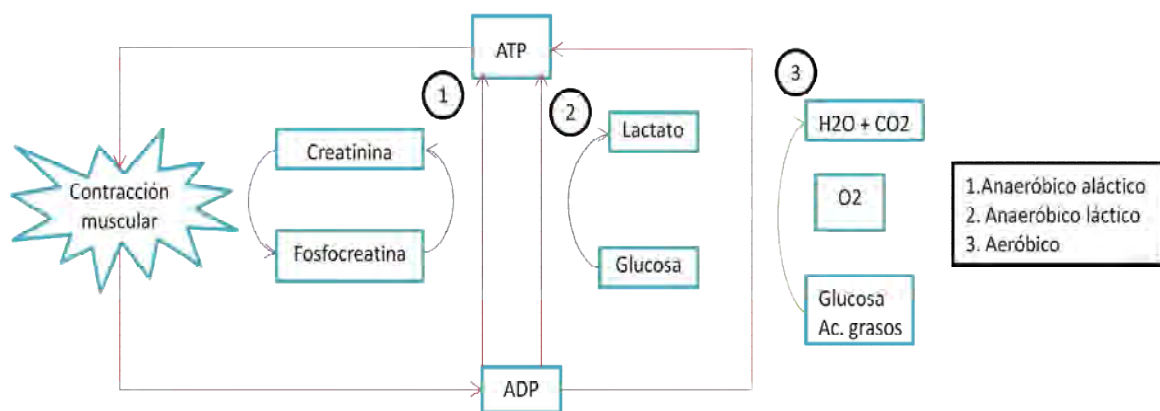 ATP
1
2
3
Creatinina
Lactato
H2O + CO2
Contracción
muscular
O2
1.Anaeróbico aláctico
2. Anaeróbico láctico
3. Aeróbico
Fosfocreatina
Glucosa
Glucosa
Ac. grasos
ADP